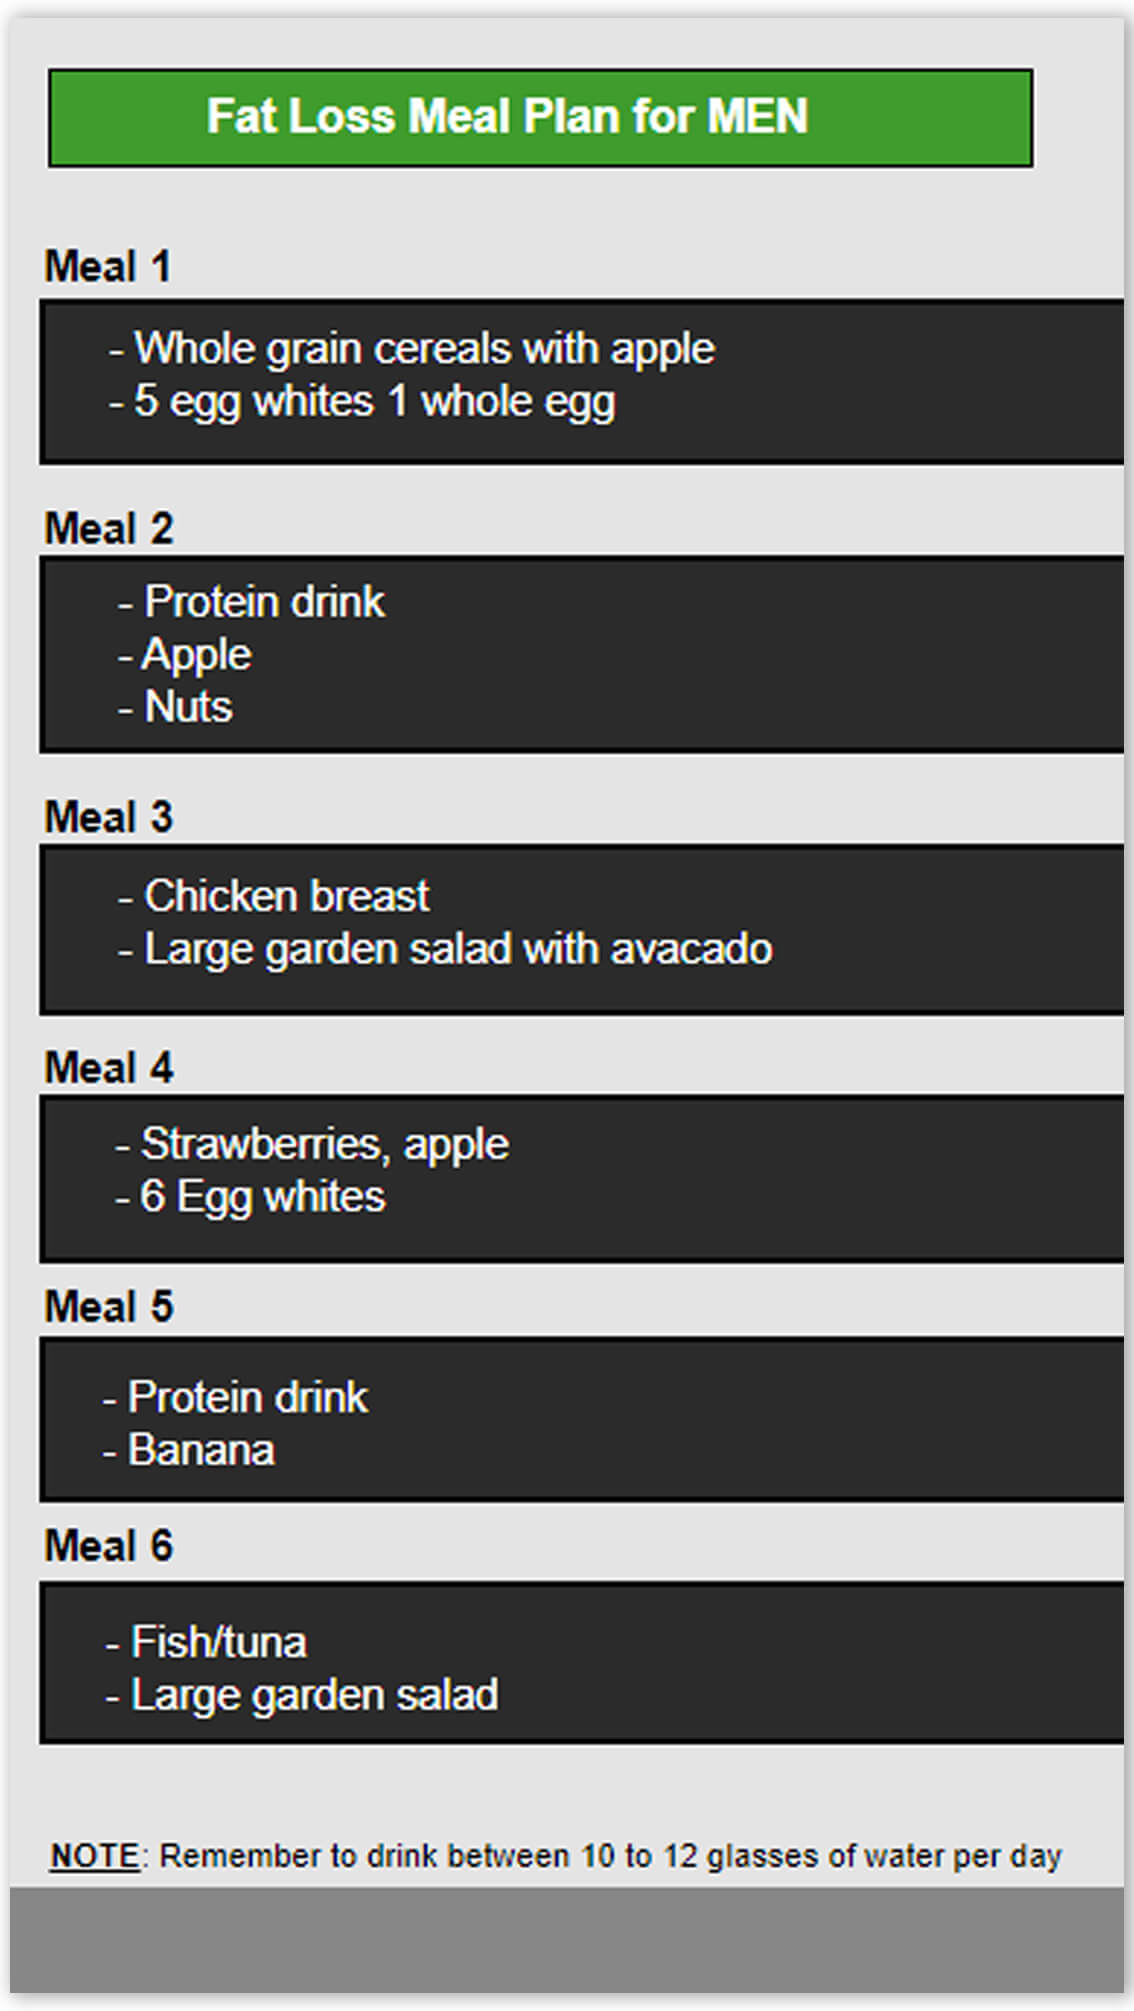 Fat Loss Meal Plan for MEN
Meal 1
- Whole grain cereals with apple
- 5 egg whites 1 whole egg
Meal 2
- Protein drink
- Apple
- Nuts
Meal 3
- Chicken breast
- Large garden salad with avacado
Meal 4
- Strawberries, apple
- 6 Egg whites
Meal 5
- Protein drink
- Banana
Meal 6
- Fish/tuna
- Large garden salad
NOTE: Remember to drink between 10 to 12 glasses of water per day